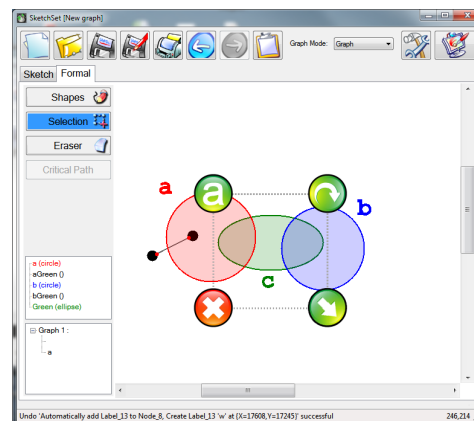 SketchSet [New graph]
Graph Mode: Graph
Sketch Formal
Shapes
Selection
Eraser
Critical Path
a
a
b
c
a (circle)
aGreen ()
b (circle)
bGreen ()
Green (ellipse)
Graph 1 :
a
Undo 'Automatically add Label_13 to Node_8, Create Label_13 'w' at {X=17608,Y=17245}' successful
246,214